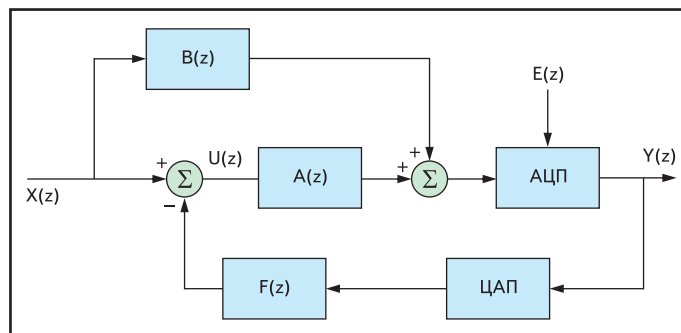 B(z)
E(z)
+
+
U(z)
A(z)
+
Σ
Σ
АЦП
Y(z)
X(z)
−
F(z)
ЦАП